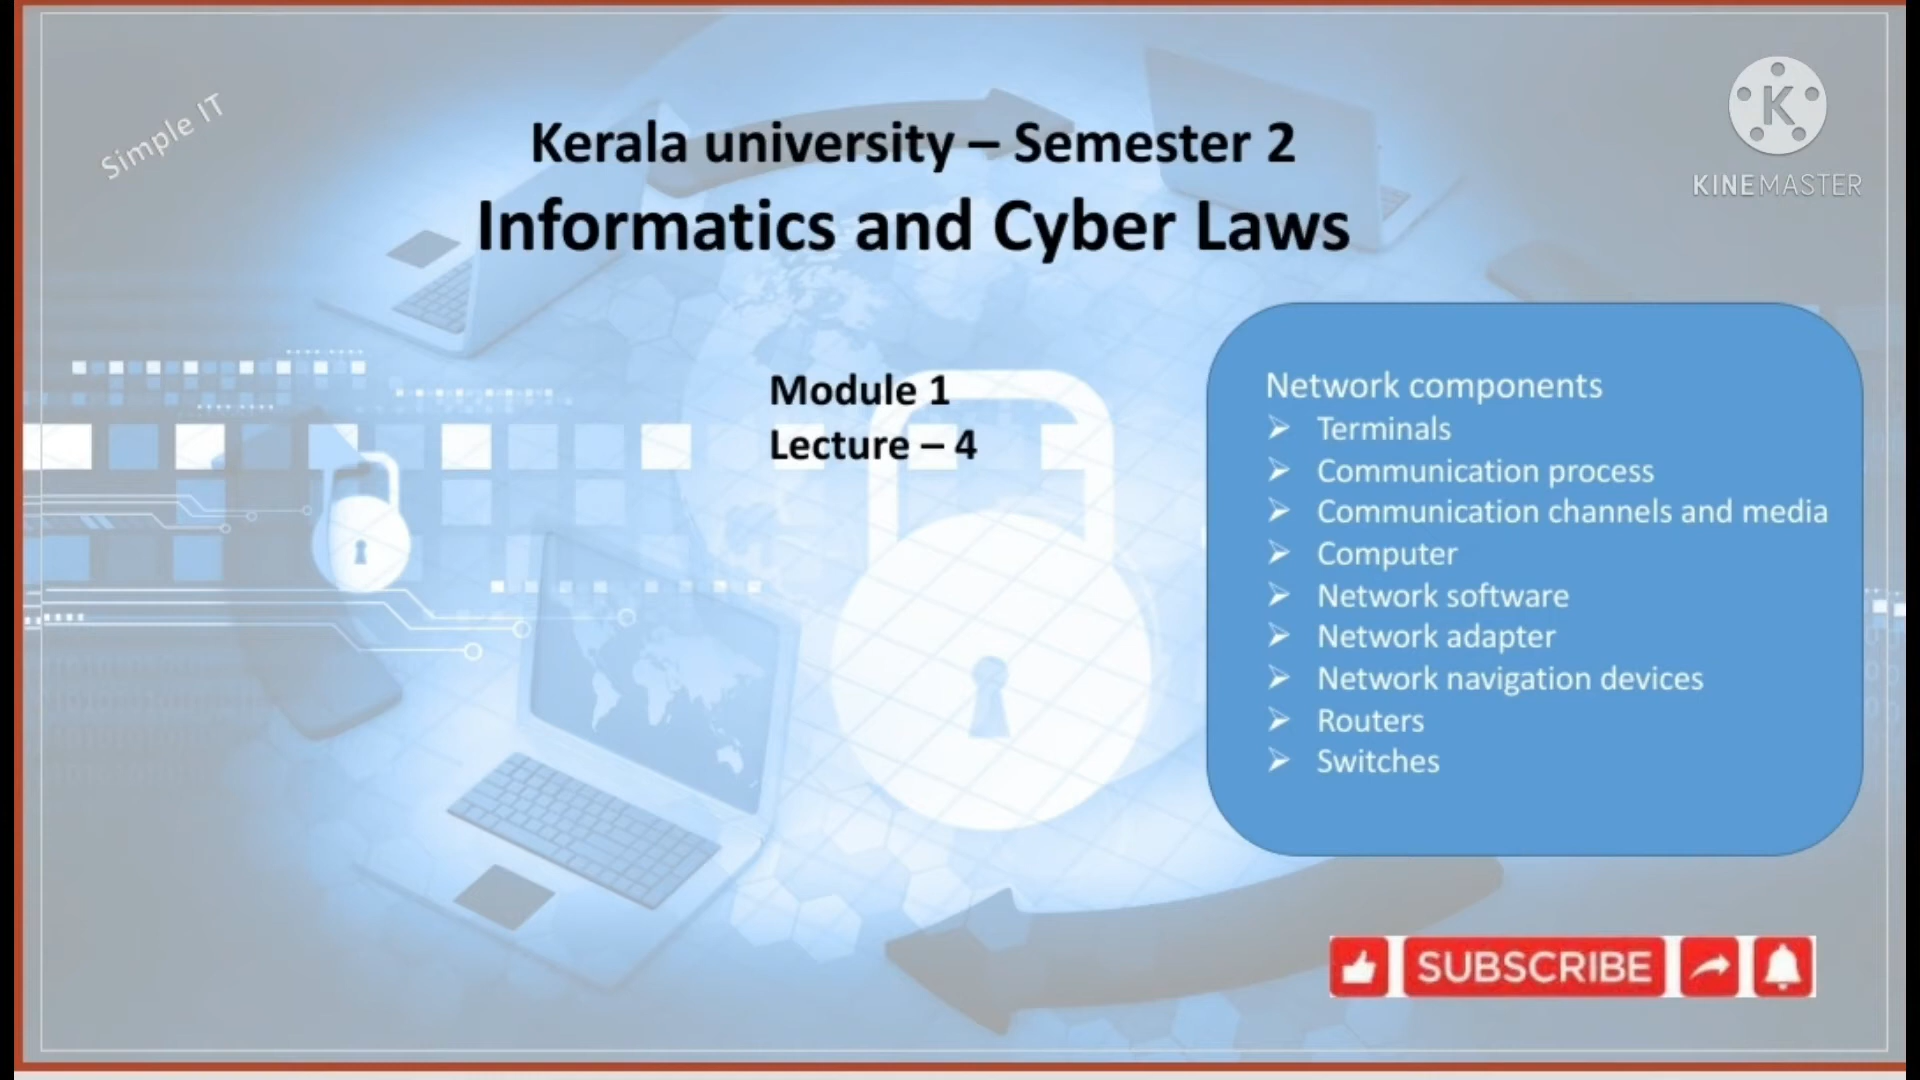 Simple IT
Kerala university – Semester 2
Informatics and Cyber Laws
K
KINEMASTER
Module 1
Lecture – 4
Network components
➢ Terminals
➢ Communication process
➢ Communication channels and media
➢ Computer
➢ Network software
➢ Network adapter
➢ Network navigation devices
➢ Routers
➢ Switches
SUBSCRIBE